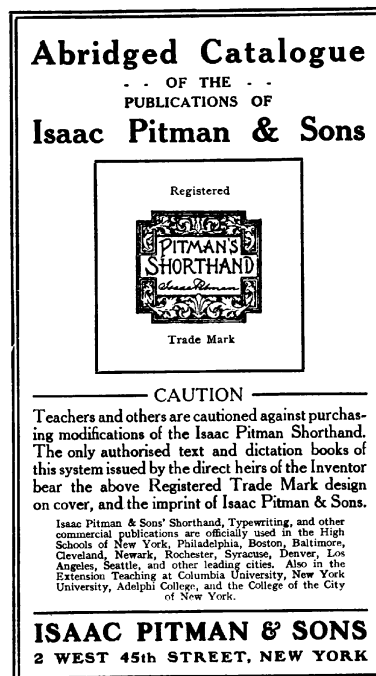 Abridged Catalogue
- - OF THE - -
PUBLICATIONS OF
Isaac Pitman & Sons
Registered
PITMAN'S
SHORTHAND
Isaac Pitman
Trade Mark
CAUTION
Teachers and others are cautioned against purchas-
ing modifications of the Isaac Pitman Shorthand.
The only authorised text and dictation books of
this system issued by the direct heirs of the Inventor
bear the above Registered Trade Mark design
on cover, and the imprint of Isaac Pitman & Sons.
Isaac Pitman & Sons' Shorthand, Typewriting, and other
commercial publications are officially used in the High
Schools of New York, Philadelphia, Boston, Baltimore,
Cleveland, Newark, Rochester, Syracuse, Denver, Los
Angeles, Seattle, and other leading cities. Also in the
Extension Teaching at Columbia University, New York
University, Adelphi College, and the College of the City
of New York.
ISAAC PITMAN & SONS
2 WEST 45th STREET, NEW YORK